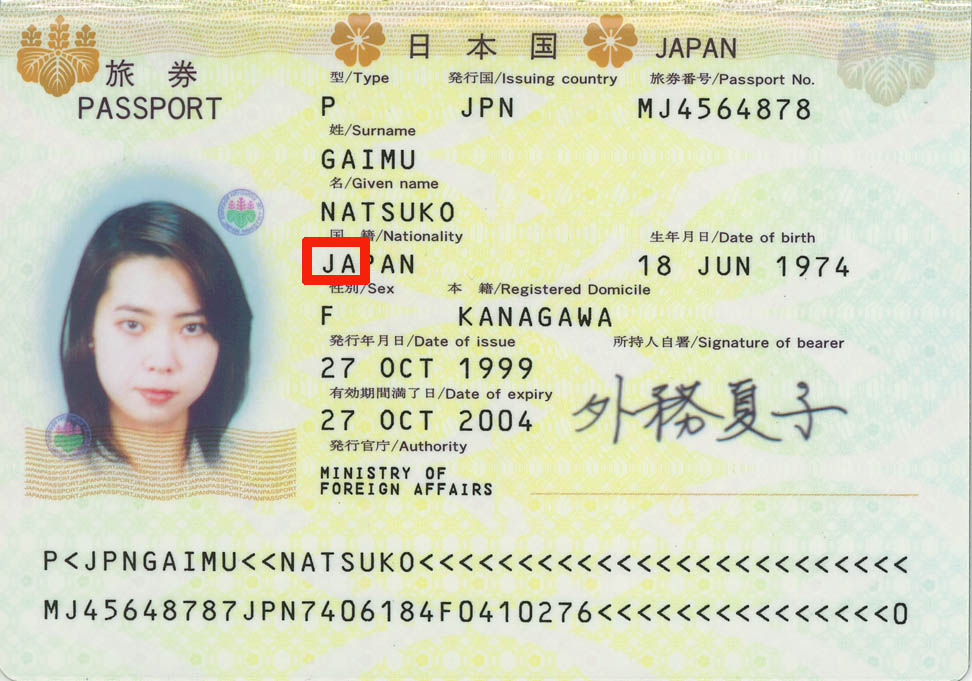 日本国 JAPAN
旅券
PASSPORT
型/Type 発行国/Issuing country 旅券番号/Passport No.
P JPN MJ4564878
姓/Surname
GAIMU
名/Given name
NATSUKO
国 籍/Nationality 生年月日/Date of birth
JAPAN 18 JUN 1974
性別/Sex 本 籍/Registered Domicile
F KANAGAWA
発行年月日/Date of issue 所持人自署/Signature of bearer
27 OCT 1999
有効期間満了日/Date of expiry
27 OCT 2004
外務夏子
発行官庁/Authority
MINISTRY OF
FOREIGN AFFAIRS
P<JPNGAIMU<<NATSUKO<<<<<<<<<<<<<<<<<<<<<<<<<
MJ45648787JPN7406184F0410276<<<<<<<<<<<<<<<0